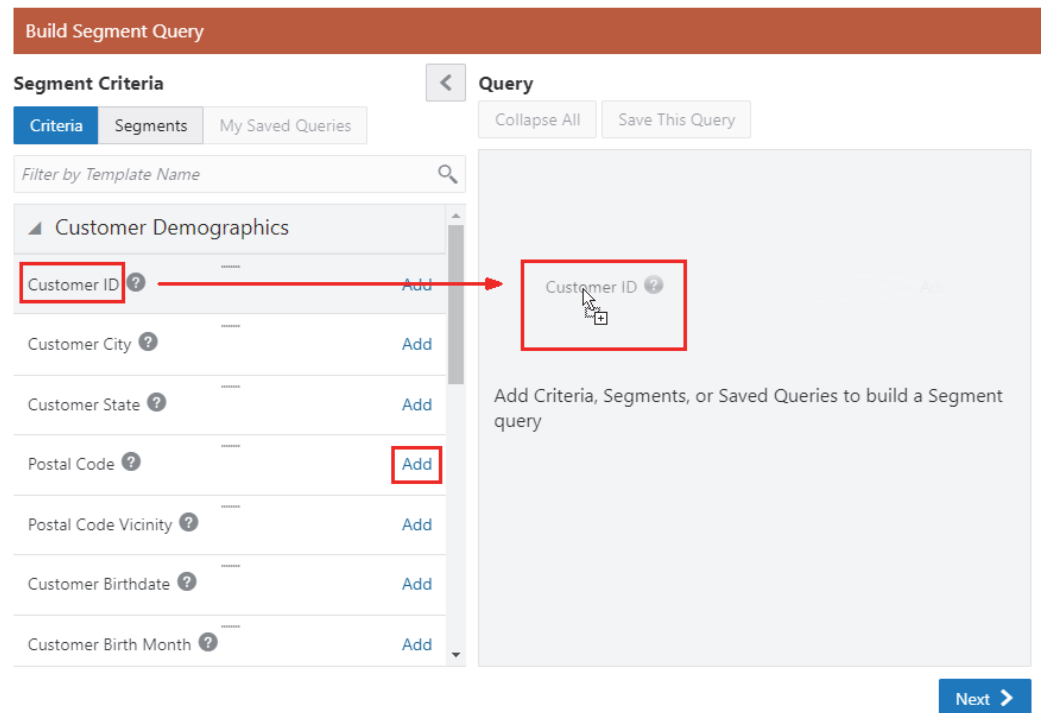 Build Segment Query
Segment Criteria
Criteria
Segments
My Saved Queries
Filter by Template Name
Customer Demographics
Customer ID ? Add
Customer City ? Add
Customer State ? Add
Postal Code ? Add
Postal Code Vicinity ? Add
Customer Birthdate ? Add
Customer Birth Month ? Add
Query
Collapse All
Save This Query
Customer ID ?
Add
Add Criteria, Segments, or Saved Queries to build a Segment
query
Next